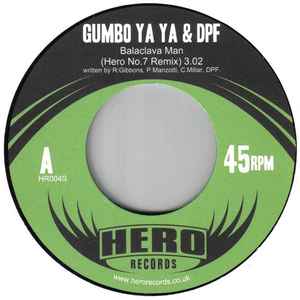 GUMBO YA YA & DPF
Balaclava Man
(Hero No.7 Remix) 3.02
written by R.Gibbons, P.Manzotti, C.Millar, DPF.
A
45RPM
HR004S
HERO
RECORDS
www.herorecords.co.uk